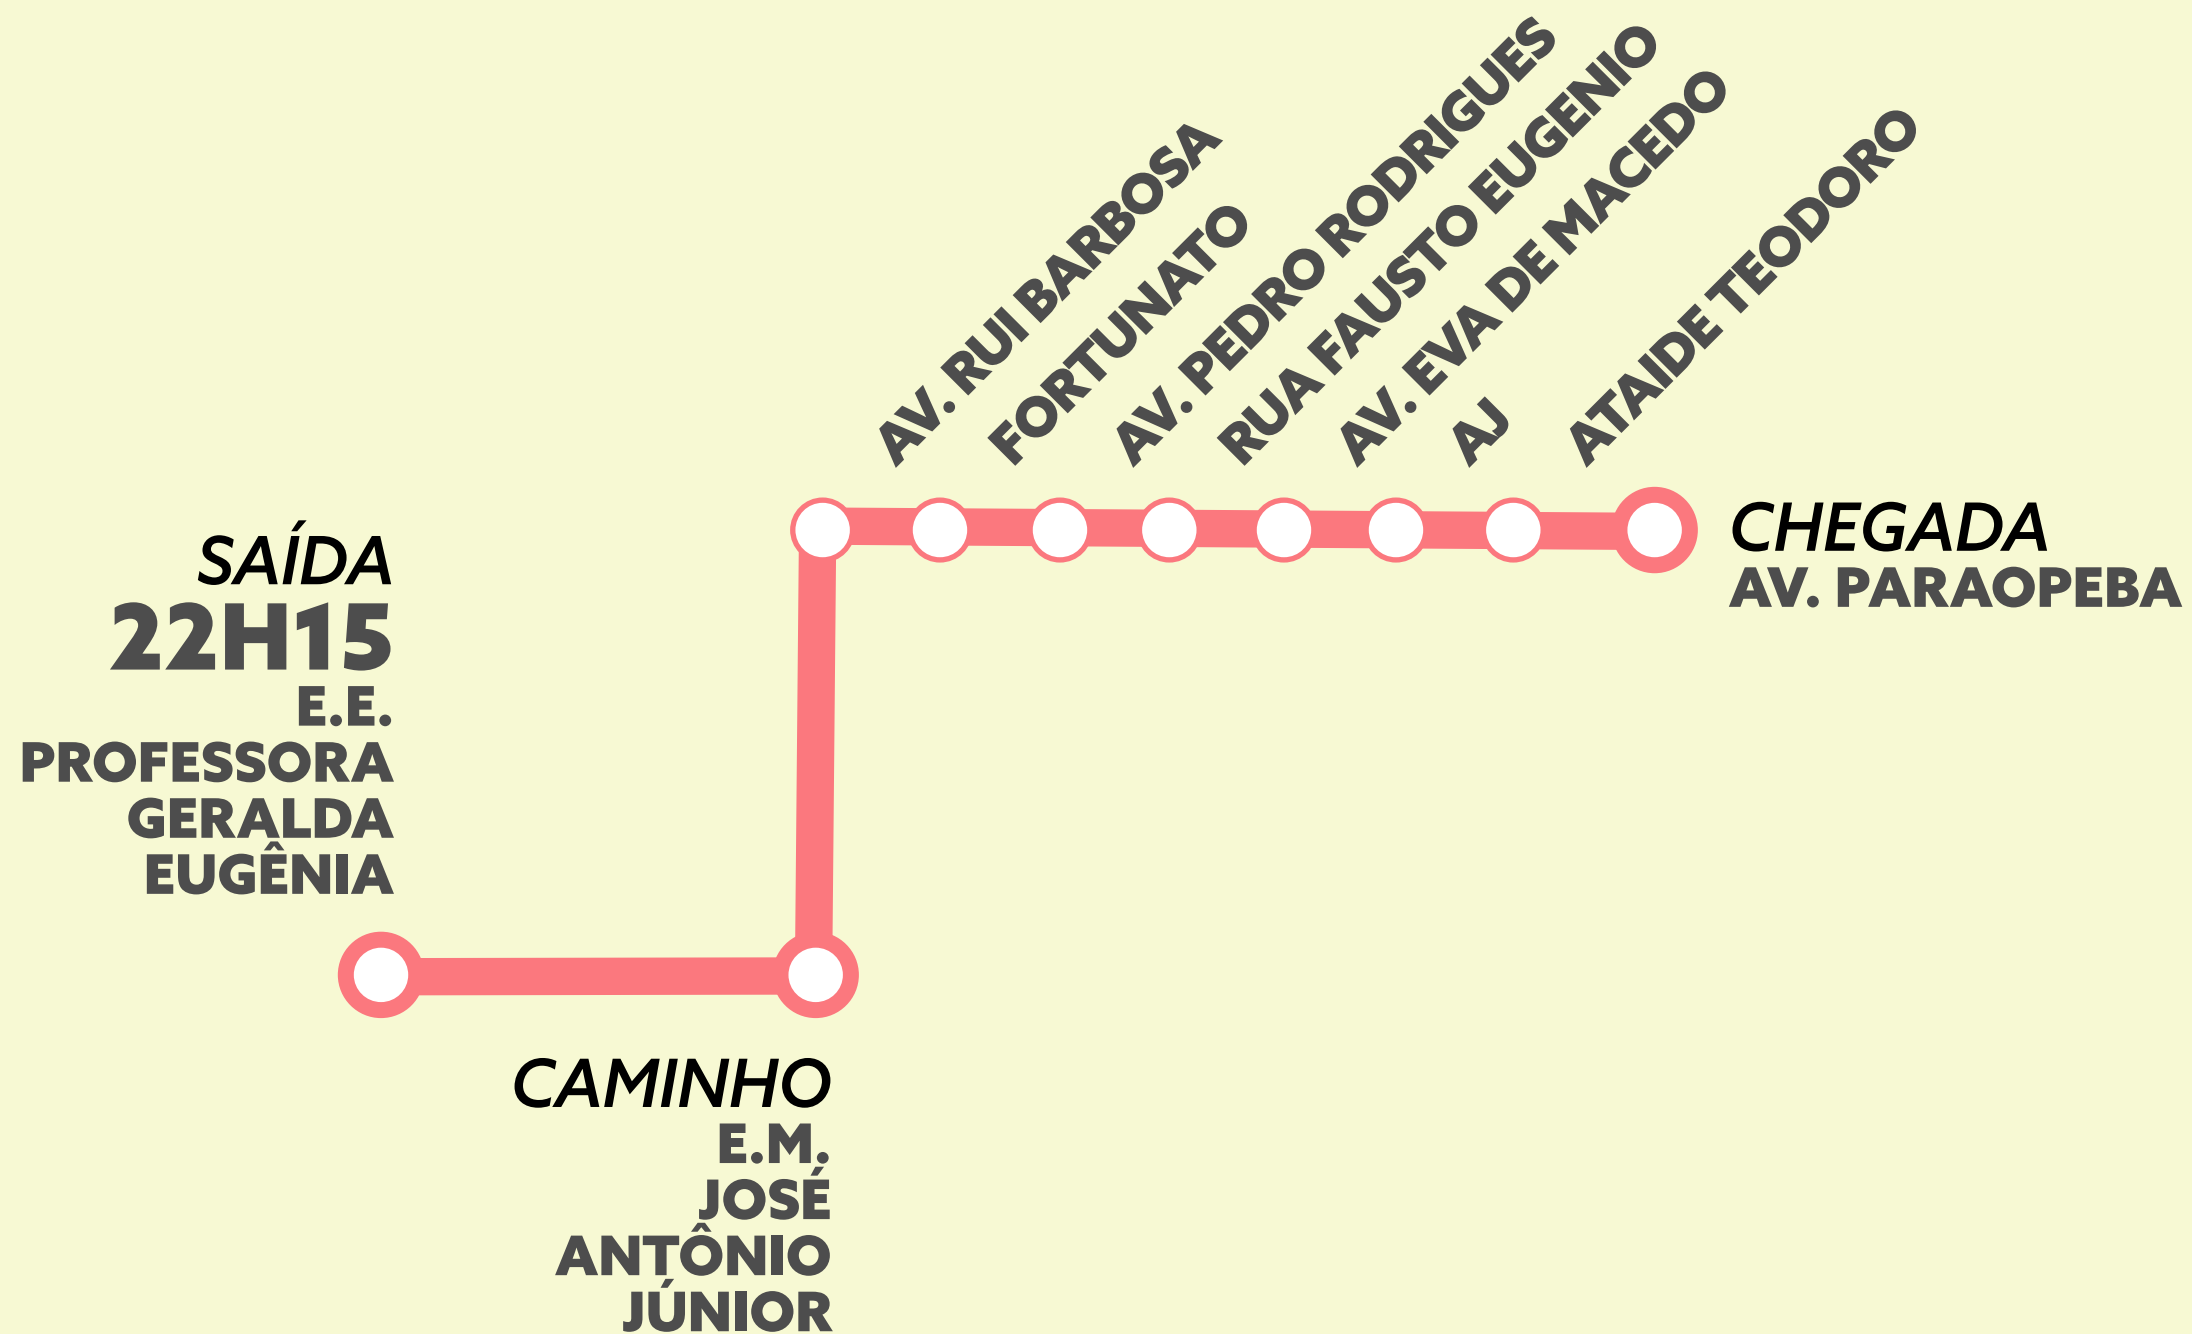 AV. RUI BARBOSA
FORTUNATO
AV. PEDRO RODRIGUES
RUA FAUSTO EUGENIO
AV. EVA DE MACEDO
AJ
ATAIDE TEODORO
SAÍDA
22H15
E.E.
PROFESSORA
GERALDA
EUGÊNIA
CHEGADA
AV. PARAOPEBA
CAMINHO
E.M.
JOSÉ
ANTÔNIO
JÚNIOR